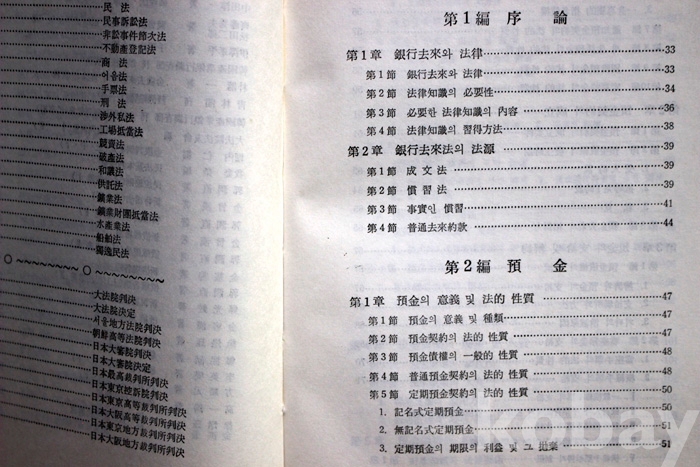 民 法
民事訴訟法
非訟事件節次法
不動產登記法
商 法
어음法
手票法
刑 法
涉外私法
工場抵當法
競賣法
破產法
和議法
供託法
鑛業法
鑛業財團抵當法
水產業法
船舶法
獨逸民法
大法院判決
大法院決定
서울地方法院判決
朝鮮高等法院判決
日本大審院判決
日本大審院決定
日本最高裁判所判決
日本東京控訴院判決
日本東京高等裁判所判決
日本大阪高等裁判所判決
日本東京地方裁判所判決
日本大阪地方裁判所判決
第1編 序 論
第1章 銀行去來와 法律 33
第1節 銀行去來와 法律 33
第2節 法律知識의 必要性 34
第3節 必要한 法律知識의 內容 36
第4節 法律知識의 習得方法 38
第2章 銀行去來法의 法源 39
第1節 成文法 39
第2節 慣習法 39
第3節 事實인 慣習 41
第4節 普通去來約款 44
第2編 預 金
第1章 預金의 意義 및 法的 性質 47
第1節 預金의 意義 및 種類 47
第2節 預金契約의 法的 性質 47
第3節 預金債權의 一般的 性質 48
第4節 普通預金契約의 法的 性質 48
第5節 定期預金契約의 法的 性質 50
1. 記名式定期預金 50
2. 無記名式定期預金 51
3. 定期預金의 期限의 利益 및 그 拋棄 51
kobay